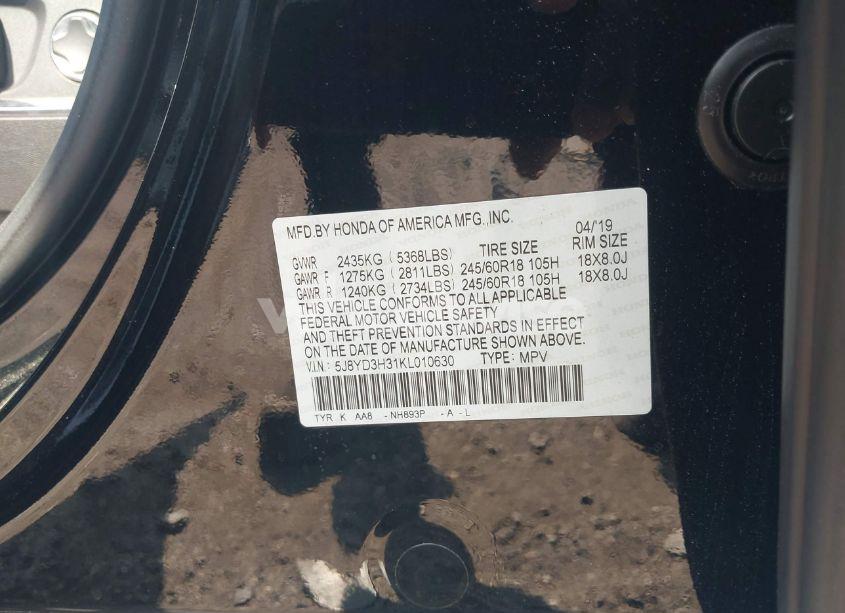 MFD.BY HONDA OF AMERICA MFG.,INC. 04/'19
TIRE SIZE RIM SIZE
GVWR 2435KG ( 5368LBS)
GAWR F 1275KG ( 2811LBS) 245/60R18 105H 18X8.0J
GAWR R 1240KG ( 2734LBS) 245/60R18 105H 18X8.0J
THIS VEHICLE CONFORMS TO ALL APPLICABLE
FEDERAL MOTOR VEHICLE SAFETY
AND THEFT PREVENTION STANDARDS IN EFFECT
ON THE DATE OF MANUFACTURE SHOWN ABOVE.
V.I.N.: 5J8YD3H31KL010630 TYPE: MPV
TYR K AA8 -NH893P -A -L